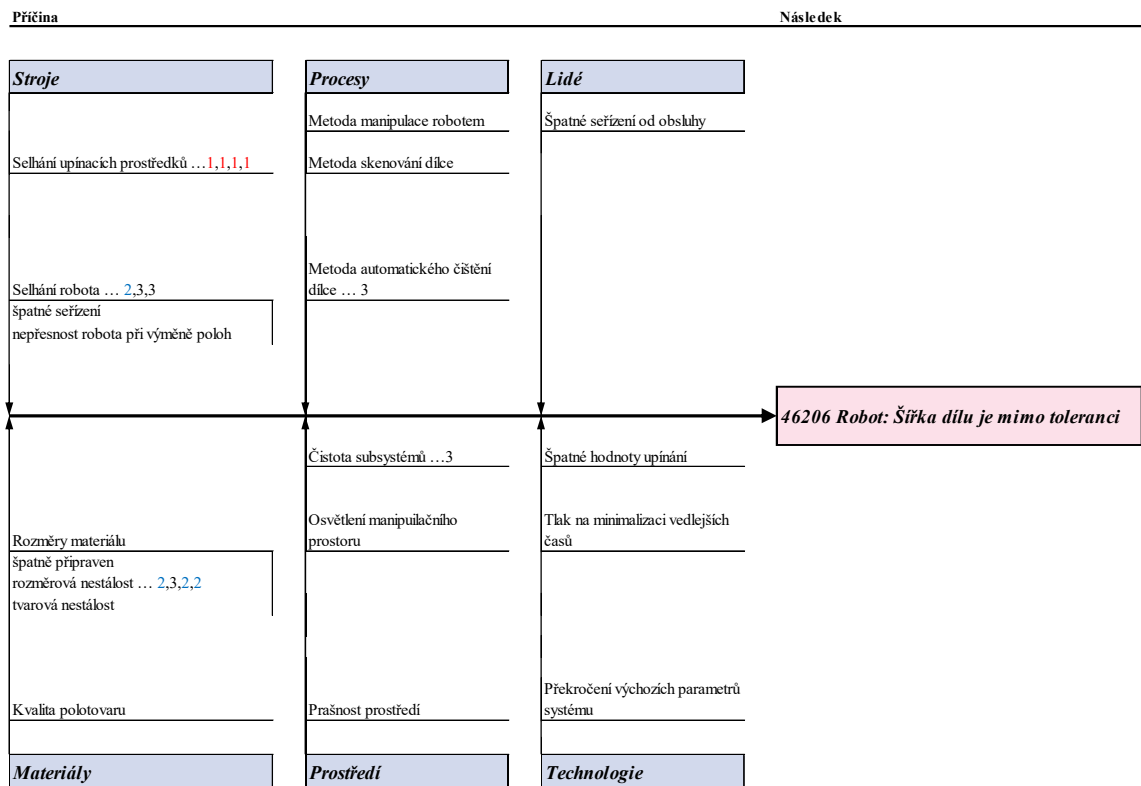 Příčina
Následek
Stroje
Procesy
Lidé
Metoda manipulace robotem
Špatné seřízení od obsluhy
Selhání upínacích prostředků …1,1,1,1
Metoda skenování dílce
Selhání robota … 2,3,3
špatné seřízení
nepřesnost robota při výměně poloh
Metoda automatického čištění
dílce … 3
46206 Robot: Šířka dílu je mimo toleranci
Čistota subsystémů …3
Špatné hodnoty upínání
Rozměry materiálu
špatně připraven
rozměrová nestálost … 2,3,2,2
tvarová nestálost
Osvětlení manipuilačního
prostoru
Tlak na minimalizaci vedlejších
časů
Kvalita polotovaru
Prašnost prostředí
Překročení výchozích parametrů
systému
Materiály
Prostředí
Technologie